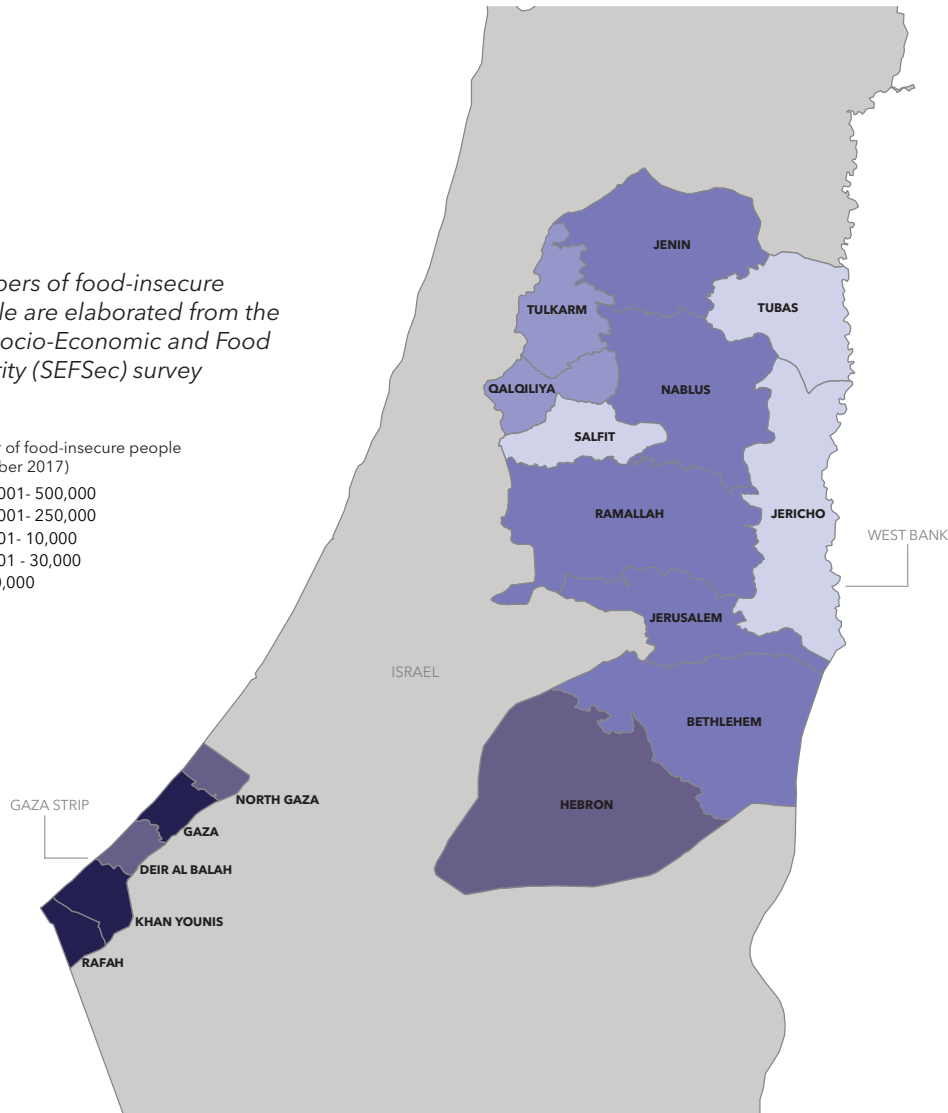 bers of food-insecure
le are elaborated from the
ocio-Economic and Food
rity (SEFSec) survey
r of food-insecure people
ber 2017)
001- 500,000
001- 250,000
01- 10,000
01 - 30,000
0,000
JENIN
TUBAS
TULKARM
QALQILIYA
NABLUS
SALFIT
RAMALLAH
JERICHO
WEST BANK
JERUSALEM
ISRAEL
BETHLEHEM
HEBRON
NORTH GAZA
GAZA STRIP
GAZA
DEIR AL BALAH
KHAN YOUNIS
RAFAH